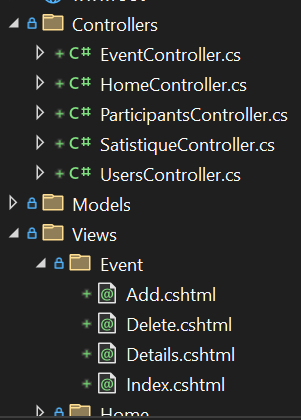 Controllers
C# EventController.cs
C# HomeController.cs
C# ParticipantsController.cs
C# SatistiqueController.cs
C# UsersController.cs
Models
Views
Event
Add.cshtml
Delete.cshtml
Details.cshtml
Index.cshtml
Home